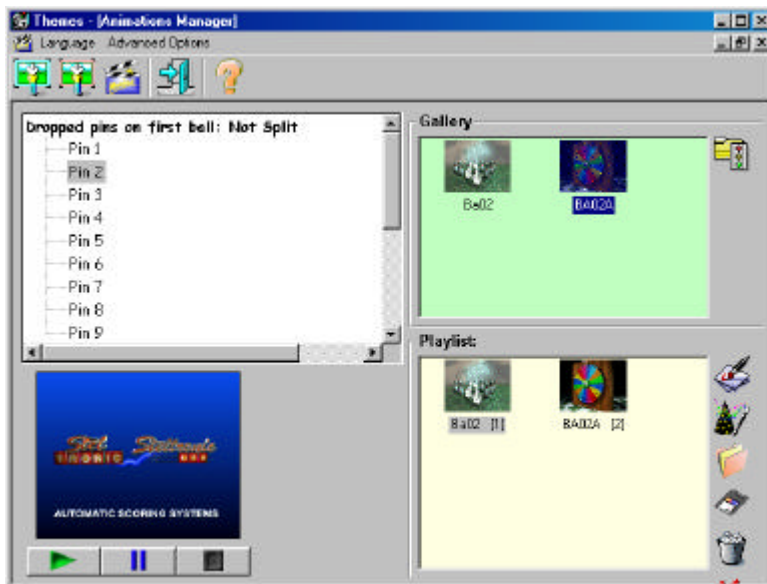 Themes - [Animations Manager]
Language Advanced Options
Dropped pins on first bell: Not Split
Pin 1
Pin 2
Pin 3
Pin 4
Pin 5
Pin 6
Pin 7
Pin 8
Pin 9
Gallery
Ba02 BA02A
Playlist:
Ba02 [1] BA02A [2]
AUTOMATIC SCORING SYSTEMS